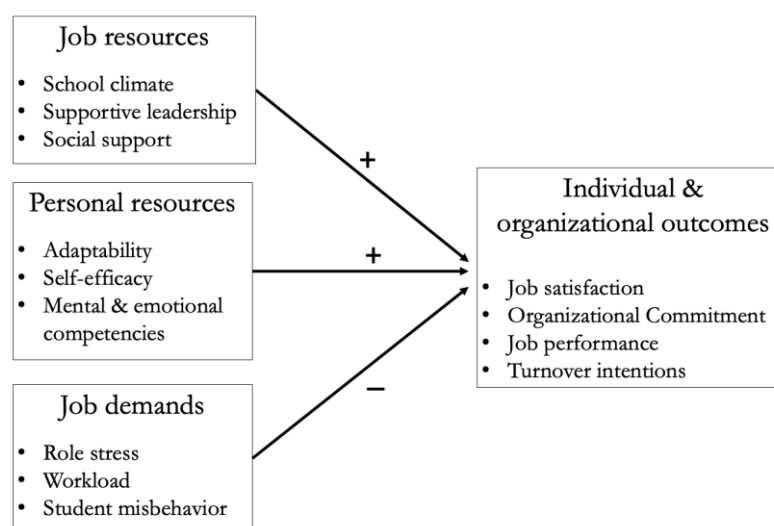 Job resources
• School climate
• Supportive leadership
• Social support
+
Personal resources
• Adaptability
• Self-efficacy
• Mental & emotional
competencies
+
Job demands
• Role stress
• Workload
• Student misbehavior
−
Individual &
organizational outcomes
• Job satisfaction
• Organizational Commitment
• Job performance
• Turnover intentions